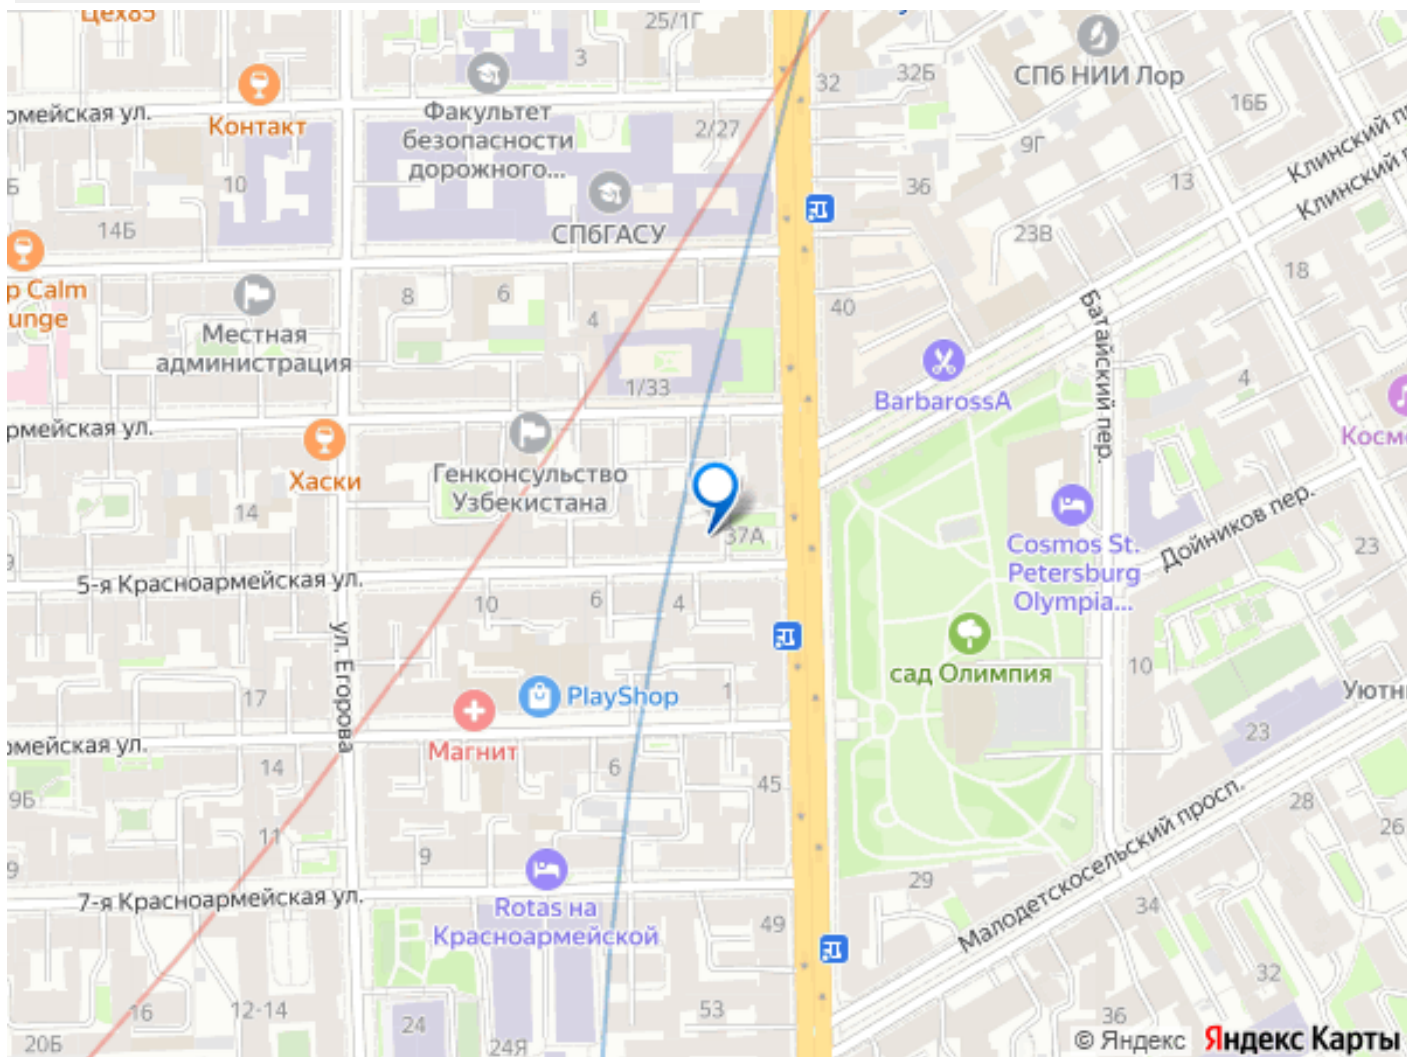 Цех85
25/1Г
3
32
32Б
СПб НИИ Лор
16Б
омейская ул.
Контакт
Факультет
безопасности
дорожного...
2/27
9Г
Клинский п
Клинский п
10
36
13
14Б
СПбГАСУ
23В
18
p Calm
unge
8
6
4
40
Местная
администрация
Батайский пер.
1/33
BarbarossA
4
рмейская ул.
Косм
Хаски
Генконсульство
Узбекистана
14
37А
Cosmos St.
Petersburg
Olympia...
Дойников пер.
23
9
5-я Красноармейская ул.
10
6
4
ул. Егорова
сад Олимпия
10
17
PlayShop
1
Уютн
Магнит
омейская ул.
23
14
6
45
9Б
28
26
11
9
9
Малодетскосельский просп.
29
7-я Красноармейская ул.
Rotas на
Красноармейской
49
34
32
16
12-14
24
53
36
20Б
24Я
© Яндекс Яндекс Карты